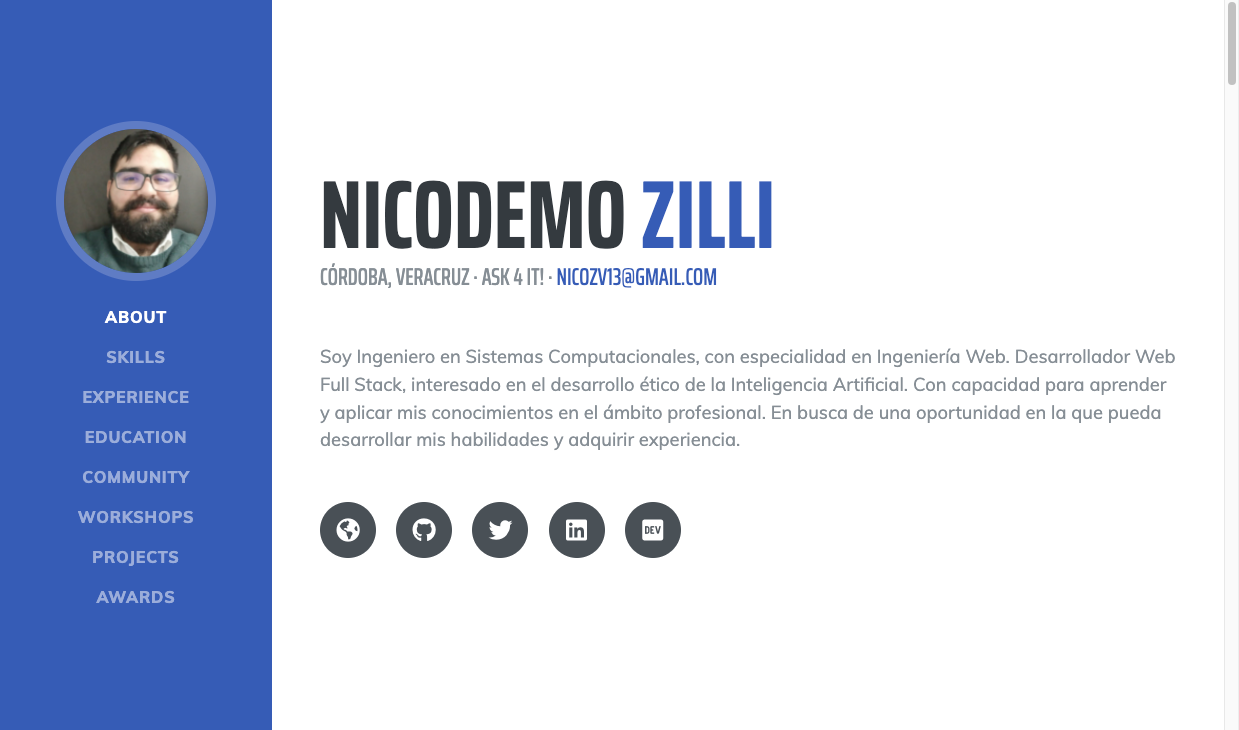 ABOUT
SKILLS
EXPERIENCE
EDUCATION
COMMUNITY
WORKSHOPS
PROJECTS
AWARDS
NICODEMO ZILLI
CÓRDOBA, VERACRUZ · ASK 4 IT! · NICOZV13@GMAIL.COM
Soy Ingeniero en Sistemas Computacionales, con especialidad en Ingeniería Web. Desarrollador Web
Full Stack, interesado en el desarrollo ético de la Inteligencia Artificial. Con capacidad para aprender
y aplicar mis conocimientos en el ámbito profesional. En busca de una oportunidad en la que pueda
desarrollar mis habilidades y adquirir experiencia.
in
DEV